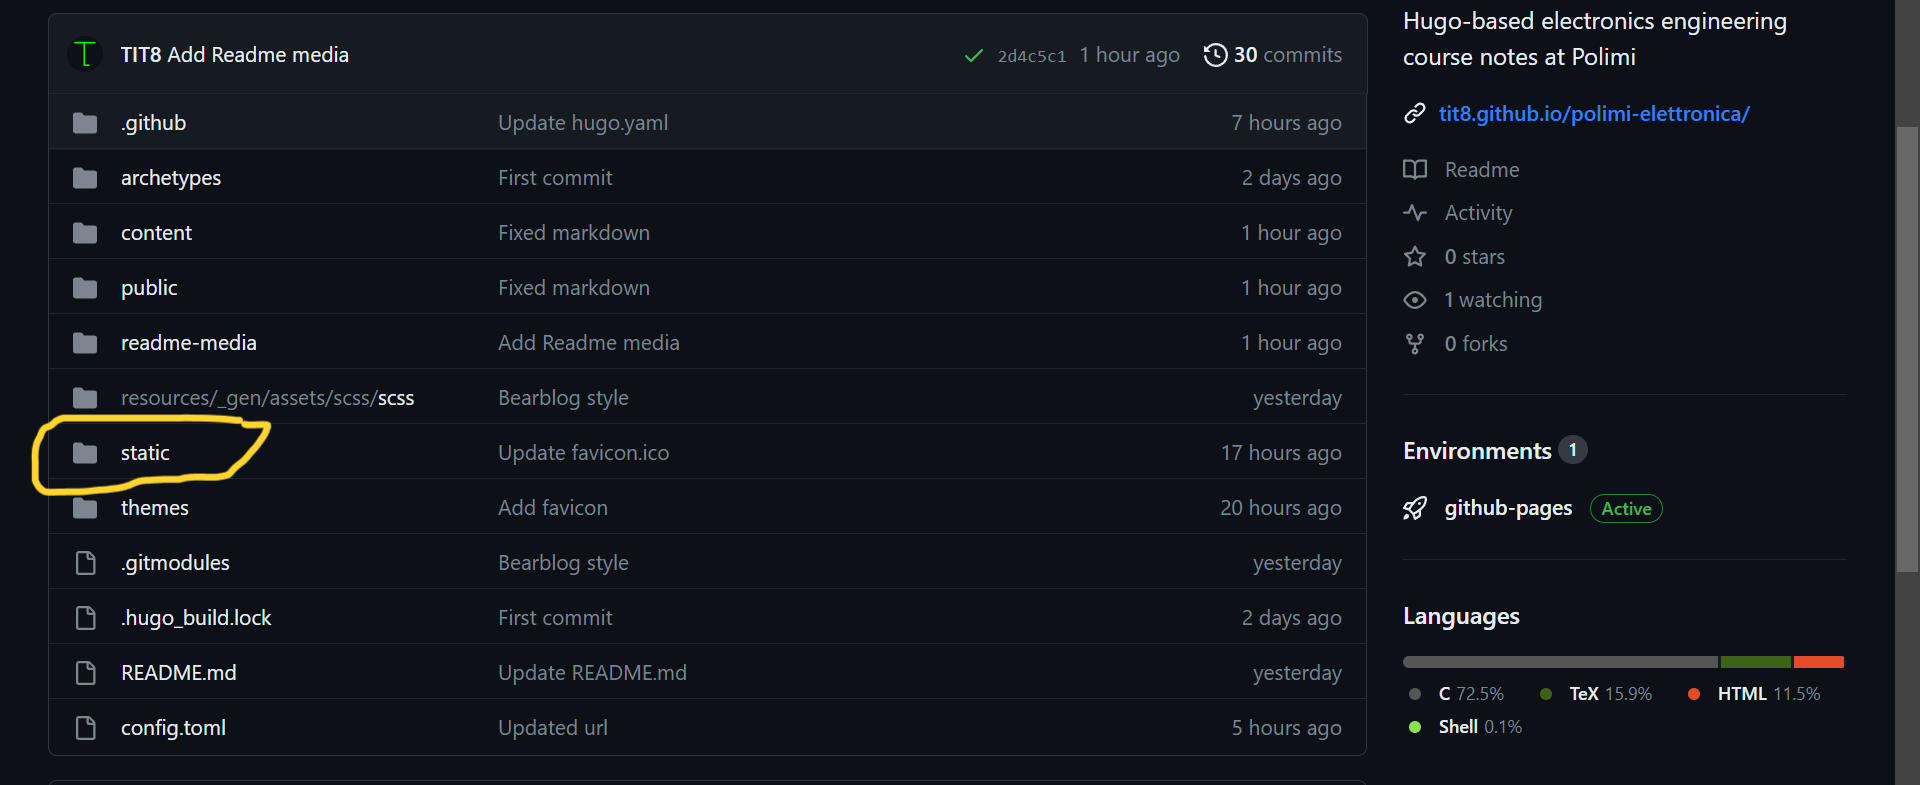 TIT8 Add Readme media 2d4c5c1 1 hour ago 30 commits
.github Update hugo.yaml 7 hours ago
archetypes First commit 2 days ago
content Fixed markdown 1 hour ago
public Fixed markdown 1 hour ago
readme-media Add Readme media 1 hour ago
resources/_gen/assets/scss/scss Bearblog style yesterday
static Update favicon.ico 17 hours ago
themes Add favicon 20 hours ago
.gitmodules Bearblog style yesterday
.hugo_build.lock First commit 2 days ago
README.md Update README.md yesterday
config.toml Updated url 5 hours ago
Hugo-based electronics engineering
course notes at Polimi
tit8.github.io/polimi-elettronica/
Readme
Activity
0 stars
1 watching
0 forks
Environments 1
github-pages Active
Languages
C 72.5% TeX 15.9% HTML 11.5%
Shell 0.1%